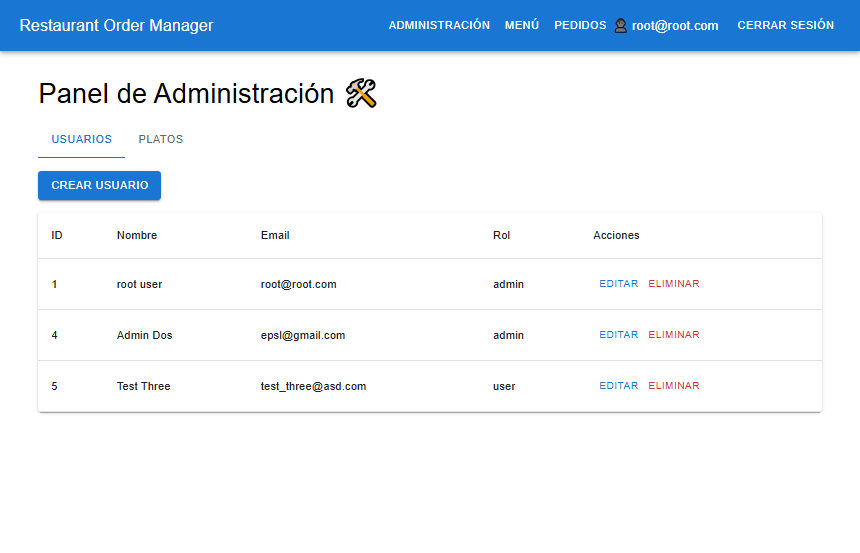 Restaurant Order Manager ADMINISTRACIÓN MENÚ PEDIDOS root@root.com CERRAR SESIÓN
Panel de Administración
USUARIOS PLATOS
CREAR USUARIO
ID Nombre Email Rol Acciones
1 root user root@root.com admin EDITAR ELIMINAR
4 Admin Dos epsl@gmail.com admin EDITAR ELIMINAR
5 Test Three test_three@asd.com user EDITAR ELIMINAR